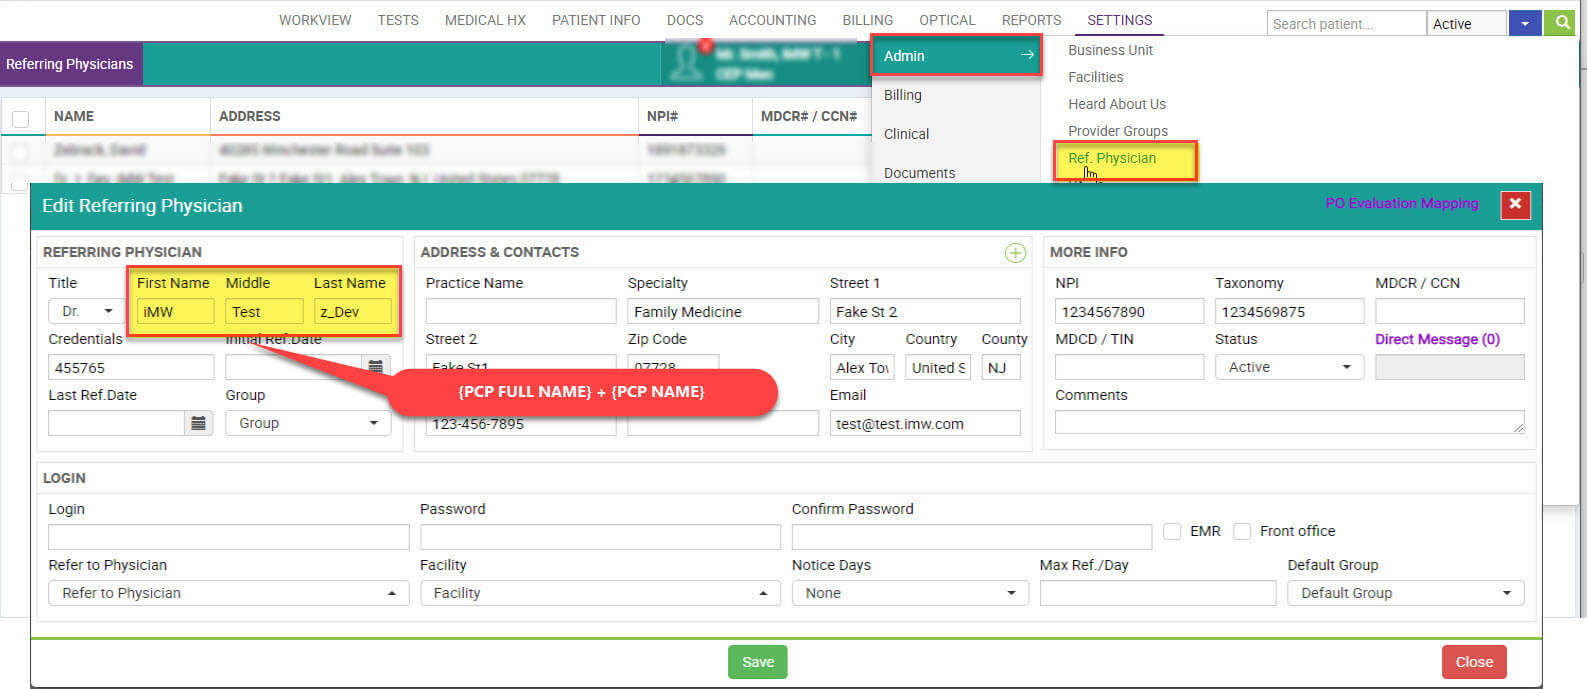 WORKVIEW TESTS MEDICAL HX PATIENT INFO DOCS ACCOUNTING BILLING OPTICAL REPORTS SETTINGS Search patient... Active
Referring Physicians
Admin
Billing
Clinical
Documents
Business Unit
Facilities
Heard About Us
Provider Groups
Ref. Physician
NAME ADDRESS NPI# MDCR# / CCN#
Edit Referring Physician PO Evaluation Mapping
REFERRING PHYSICIAN
Title First Name Middle Last Name
Dr. iMW Test z_Dev
Credentials Initial Ref.Date
455765
Last Ref.Date Group
Group
{PCP FULL NAME} + {PCP NAME}
ADDRESS & CONTACTS
Practice Name Specialty Street 1
Family Medicine Fake St 2
Street 2 Zip Code City Country County
Fake St1 07728 Alex Tov United S NJ
Email
123-456-7895 test@test.imw.com
MORE INFO
NPI Taxonomy MDCR / CCN
1234567890 1234569875
MDCD / TIN Status Direct Message (0)
Active
Comments
LOGIN
Login Password Confirm Password
EMR Front office
Refer to Physician Facility Notice Days Max Ref./Day Default Group
Refer to Physician Facility None Default Group
Save Close